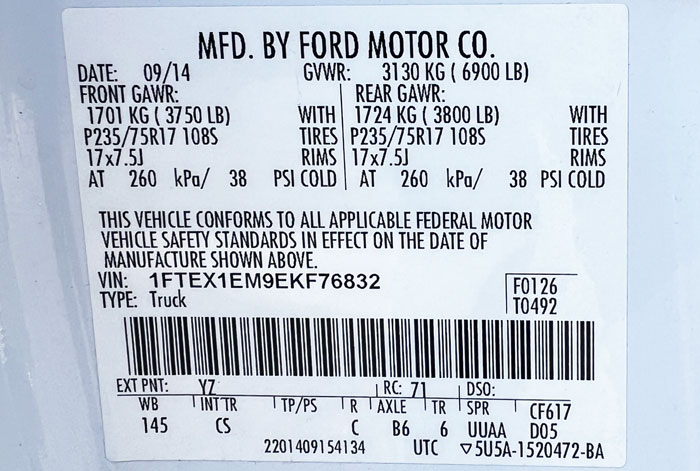 MFD. BY FORD MOTOR CO.
DATE: 09/14 GVWR: 3130 KG ( 6900 LB)
FRONT GAWR: REAR GAWR:
1701 KG ( 3750 LB) WITH 1724 KG ( 3800 LB) WITH
P235/75R17 108S TIRES P235/75R17 108S TIRES
17x7.5J RIMS 17x7.5J RIMS
AT 260 kPa/ 38 PSI COLD AT 260 kPa/ 38 PSI COLD
THIS VEHICLE CONFORMS TO ALL APPLICABLE FEDERAL MOTOR
VEHICLE SAFETY STANDARDS IN EFFECT ON THE DATE OF
MANUFACTURE SHOWN ABOVE.
VIN: 1FTEX1EM9EKF76832 F0126
TYPE: Truck T0492
EXT PNT: YZ RC: 71 DSO:
WB INT TR TP/PS R AXLE TR SPR CF617
145 CS C B6 6 UUAA D05
2201409154134 UTC ▽5U5A-1520472-BA